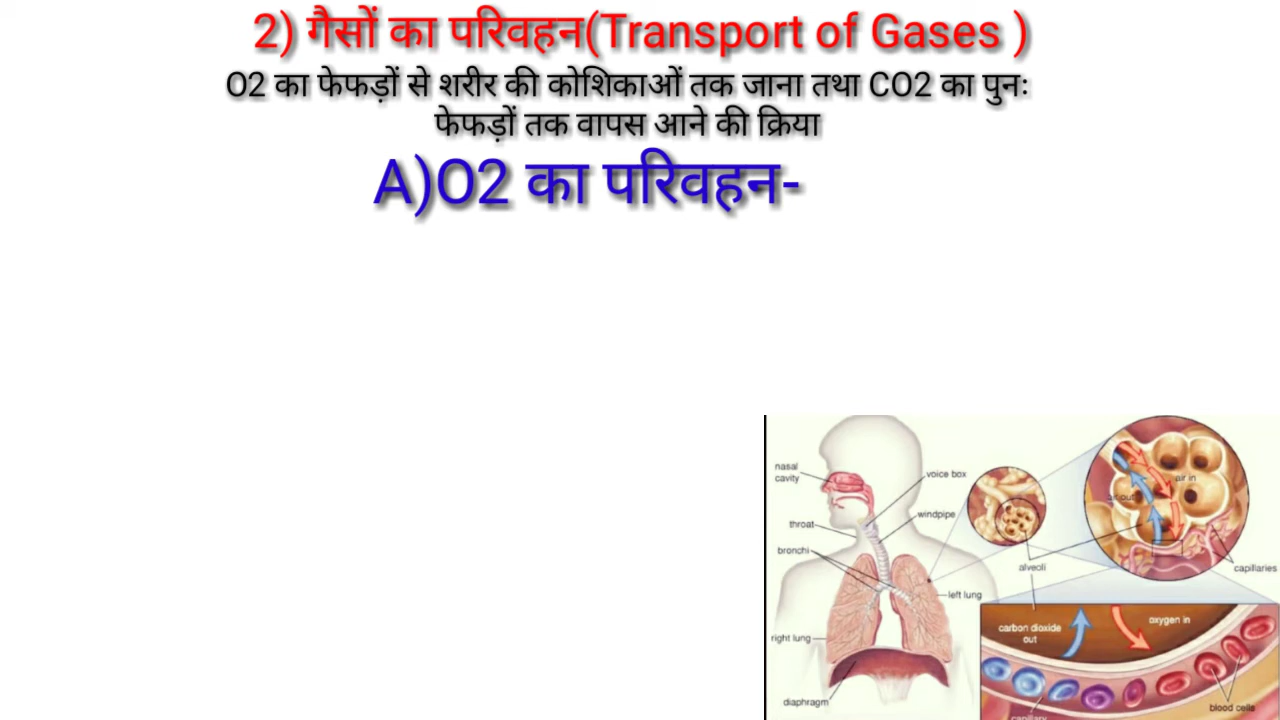 2) गैसों का परिवहन(Transport of Gases )
O2 का फेफड़ों से शरीर की कोशिकाओं तक जाना तथा CO2 का पुनः
फेफड़ों तक वापस आने की क्रिया
A)O2 का परिवहन-
nasal
cavity
voice box
throat
windpipe
bronchi
left lung
right lung
diaphragm
alveoli
air in
air out
capillaries
carbon dioxide
out
oxygen in
capillary
blood cells